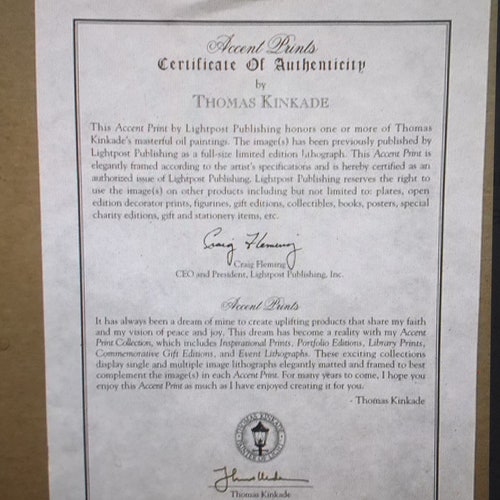 Accent Prints
Certificate Of Authenticity
by
THOMAS KINKADE
This Accent Print by Lightpost Publishing honors one or more of Thomas
Kinkade's masterful oil paintings. The image(s) has been previously published by
Lightpost Publishing as a full-size limited edition lithograph. This Accent Print is
elegantly framed according to the artist's specifications and is hereby certified as an
authorized issue of Lightpost Publishing. Lightpost Publishing reserves the right to
use the image(s) on other products including but not limited to: plates, open
edition decorator prints, figurines, gift editions, collectibles, books, posters, special
charity editions, gift and stationery items, etc.
Craig Fleming
Craig Fleming
CEO and President, Lightpost Publishing, Inc.
Accent Prints
It has always been a dream of mine to create uplifting products that share my faith
and my vision of peace and joy. This dream has become a reality with my Accent
Print Collection, which includes Inspirational Prints, Portfolio Editions, Library Prints,
Commemorative Gift Editions, and Event Lithographs. These exciting collections
display single and multiple image lithographs elegantly matted and framed to best
complement the image(s) in each Accent Print. For many years to come, I hope you
enjoy this Accent Print as much as I have enjoyed creating it for you.
- Thomas Kinkade
THOMAS KINKADE
PAINTER OF LIGHT
Thomas Kinkade